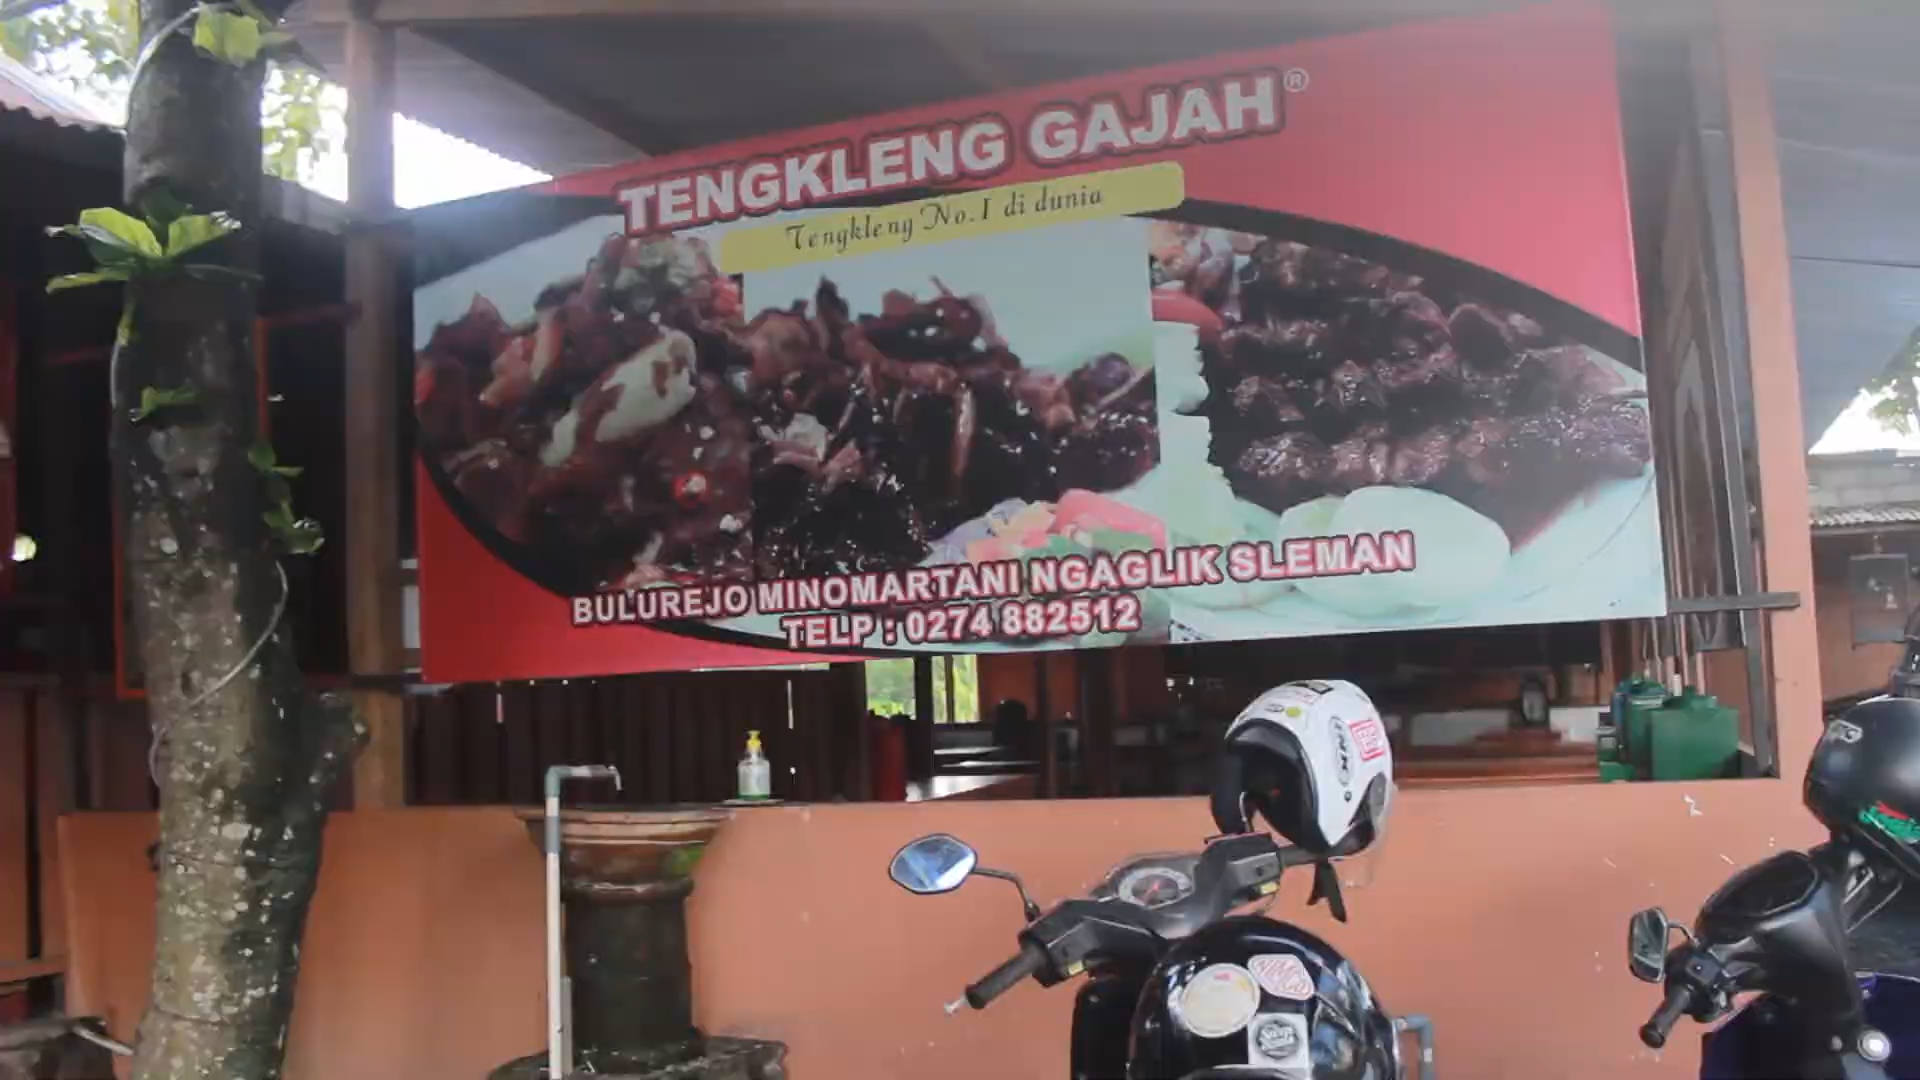 TENGKLENG GAJAH®
Tengkleng No.1 di dunia
BULUREJO MINOMARTANI NGAGLIK SLEMAN
TELP : 0274 882512